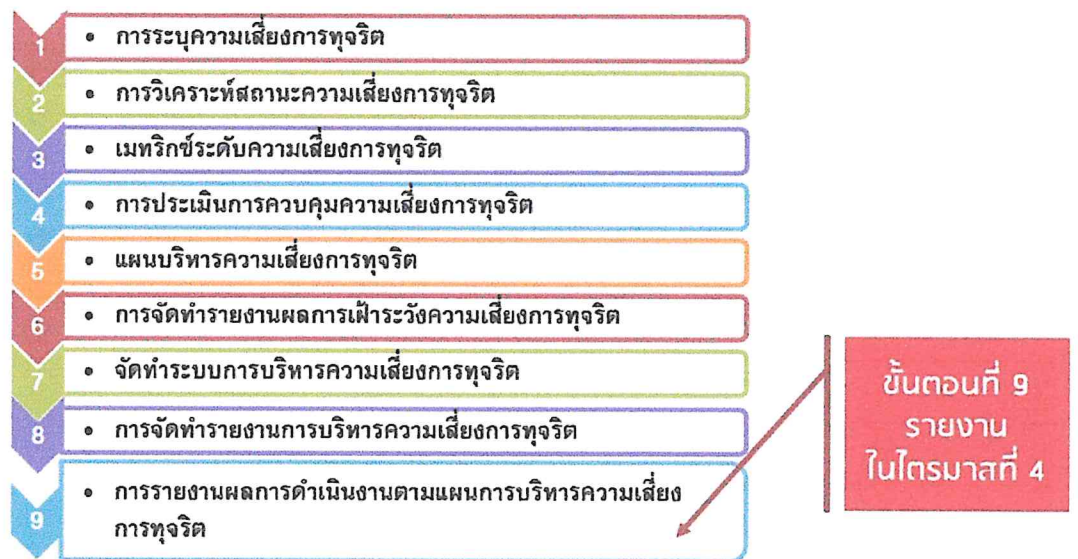 1 • การระบุความเสี่ยงการทุจริต
2 • การวิเคราะห์สถานะความเสี่ยงการทุจริต
3 • เมทริกซ์ระดับความเสี่ยงการทุจริต
4 • การประเมินการควบคุมความเสี่ยงการทุจริต
5 • แผนบริหารความเสี่ยงการทุจริต
6 • การจัดทำรายงานผลการเฝ้าระวังความเสี่ยงการทุจริต
7 • จัดทำระบบการบริหารความเสี่ยงการทุจริต
8 • การจัดทำรายงานการบริหารความเสี่ยงการทุจริต
9 • การรายงานผลการดำเนินงานตามแผนการบริหารความเสี่ยง
การทุจริต
ขั้นตอนที่ 9
รายงาน
ในไตรมาสที่ 4